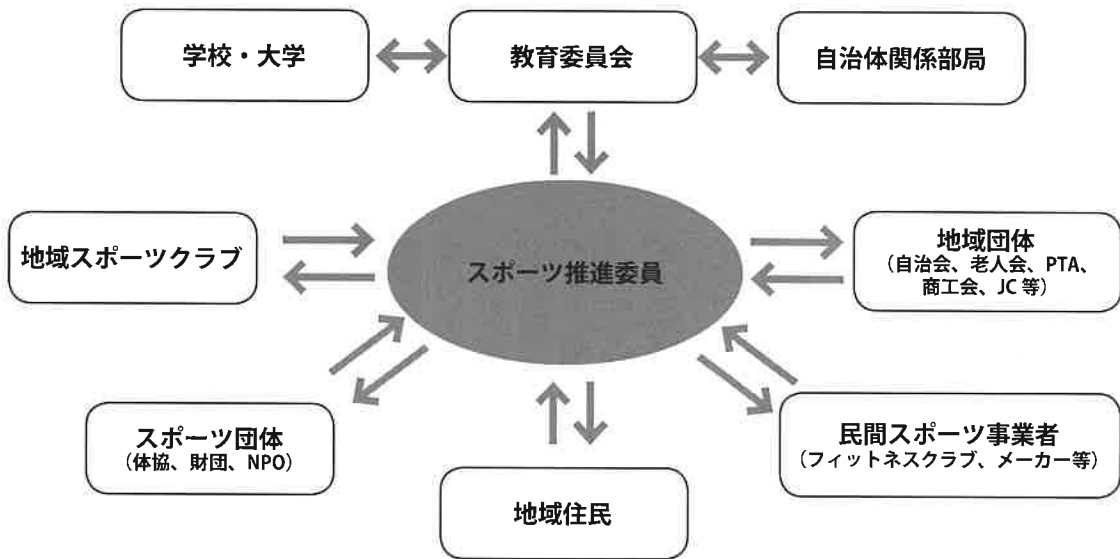 学校・大学
教育委員会
自治体関係部局
地域スポーツクラブ
スポーツ推進委員
地域団体
（自治会、老人会、PTA、
商工会、JC 等）
スポーツ団体
（体協、財団、NPO）
地域住民
民間スポーツ事業者
（フィットネスクラブ、メーカー等）